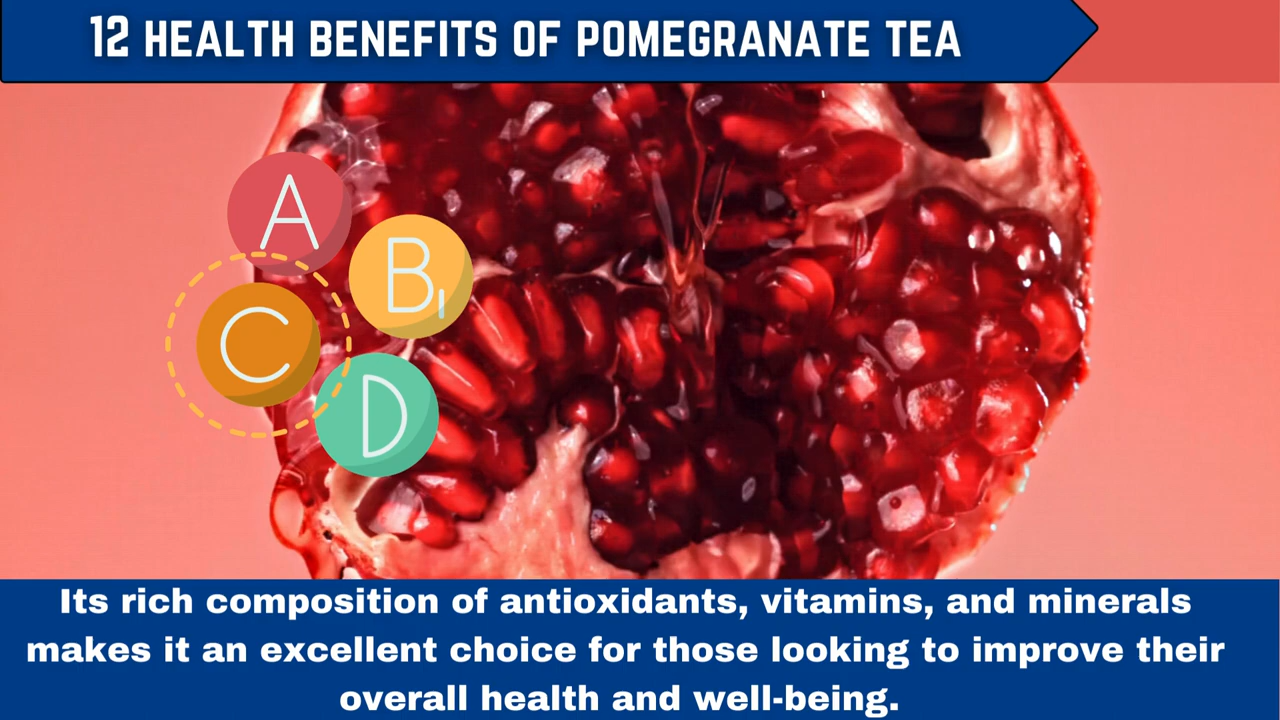 12 HEALTH BENEFITS OF POMEGRANATE TEA
A
B1
C
D
Its rich composition of antioxidants, vitamins, and minerals
makes it an excellent choice for those looking to improve their
overall health and well-being.